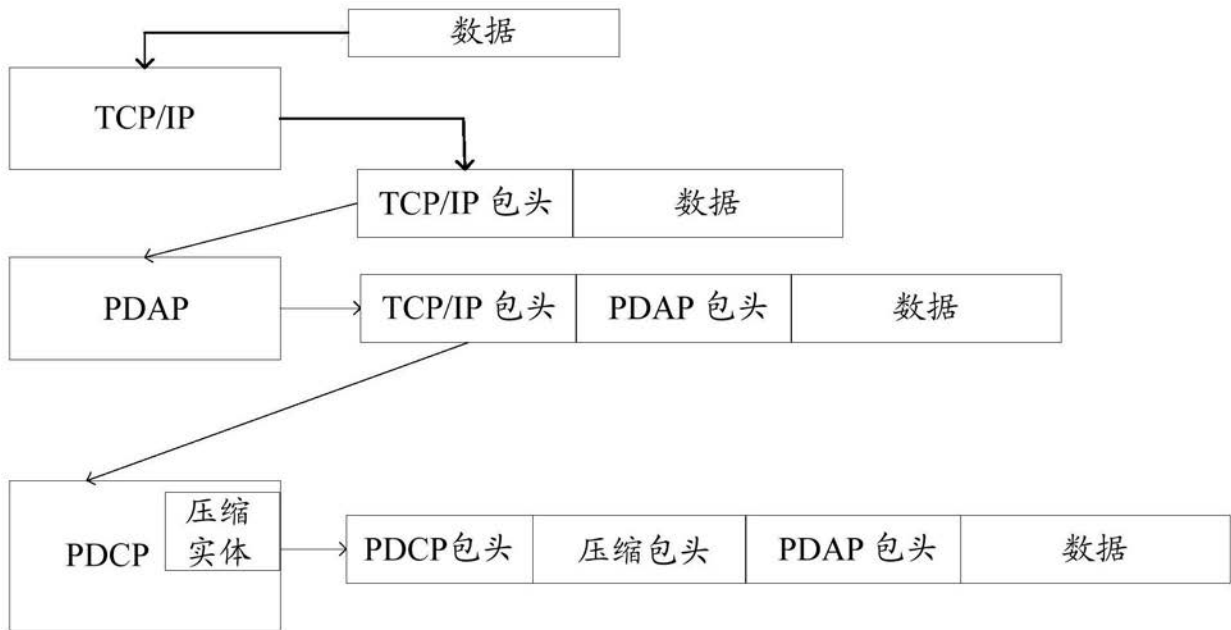 数据
TCP/IP
TCP/IP 包头 数据
PDAP
TCP/IP 包头 PDAP 包头 数据
PDCP
压缩
实体
PDCP包头 压缩包头 PDAP 包头 数据